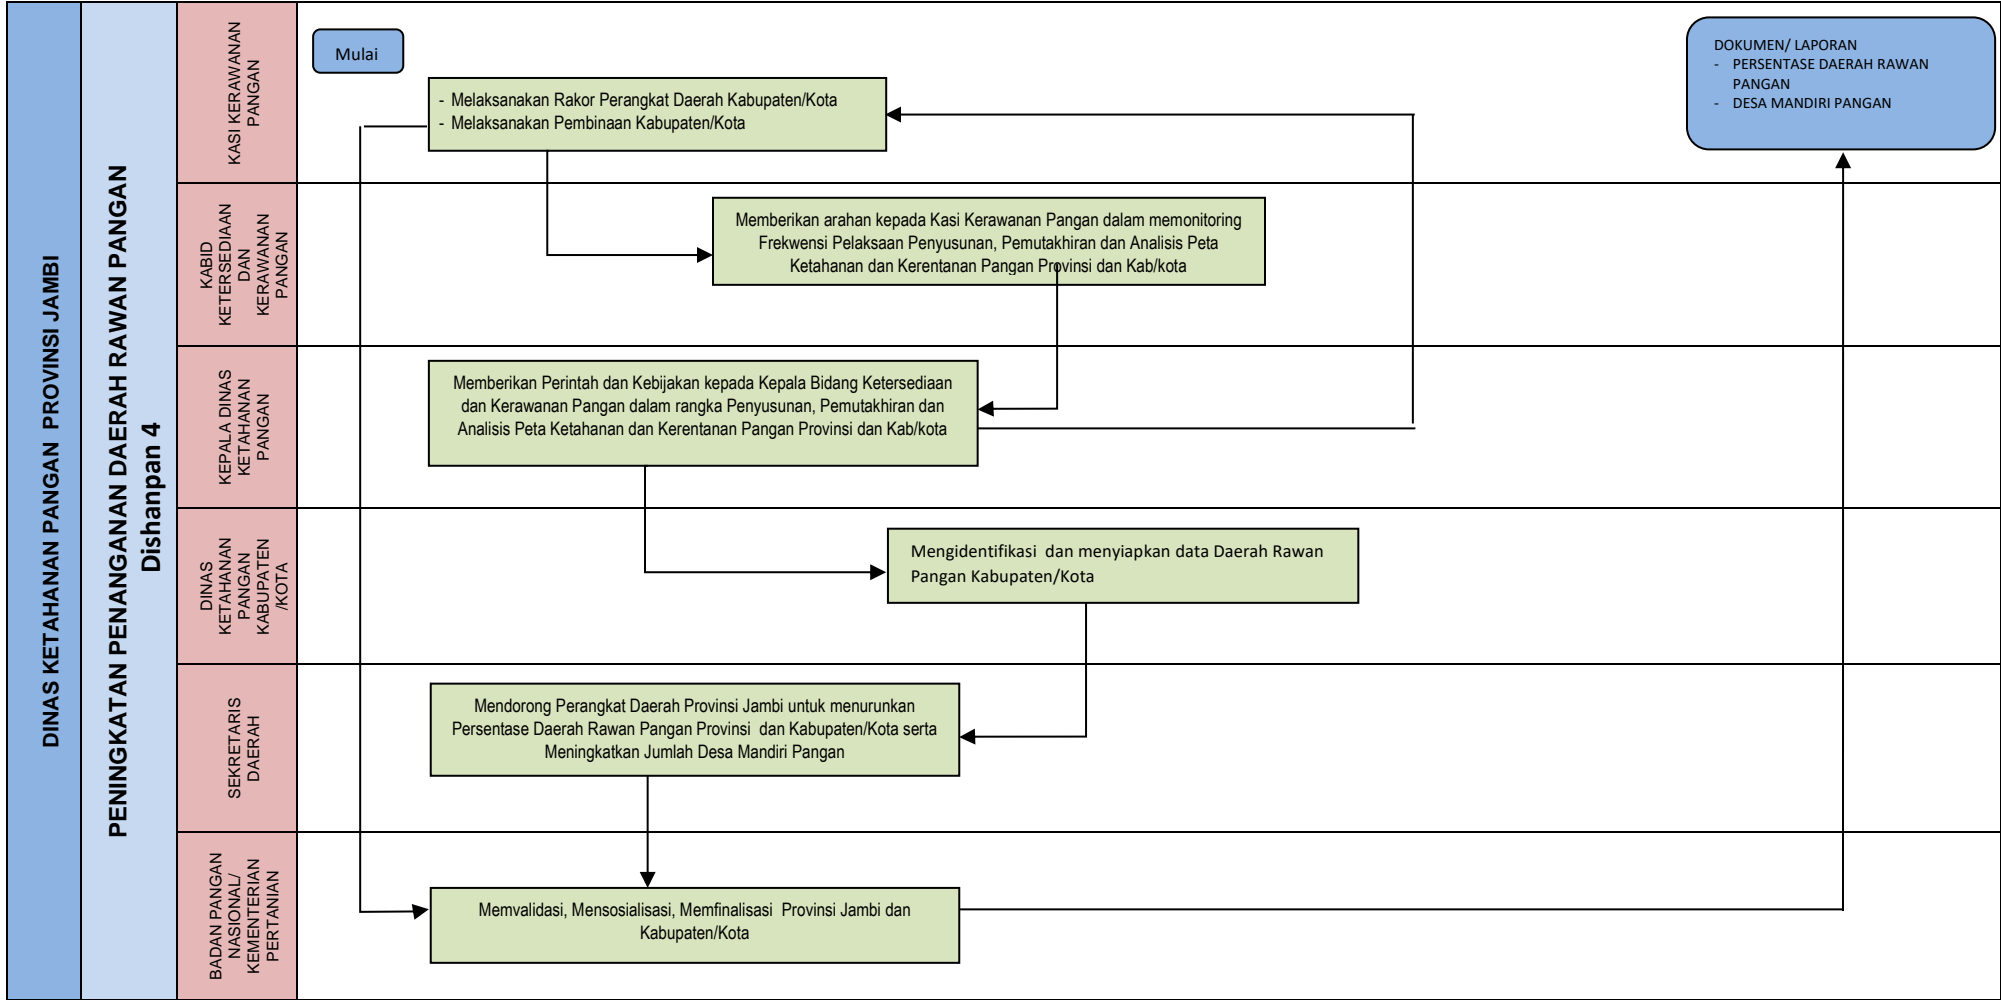 DINAS KETAHANAN PANGAN PROVINSI JAMBI
PENINGKATAN PENANGANAN DAERAH RAWAN PANGAN
Dishanpan 4
KASI KERAWANAN
PANGAN
Mulai
- Melaksanakan Rakor Perangkat Daerah Kabupaten/Kota
- Melaksanakan Pembinaan Kabupaten/Kota
DOKUMEN/ LAPORAN
- PERSENTASE DAERAH RAWAN
PANGAN
- DESA MANDIRI PANGAN
KABID
KETERSEDIAAN
DAN
KERAWANAN
PANGAN
Memberikan arahan kepada Kasi Kerawanan Pangan dalam memonitoring
Frekwensi Pelaksaan Penyusunan, Pemutakhiran dan Analisis Peta
Ketahanan dan Kerentanan Pangan Provinsi dan Kab/kota
KEPALA DINAS
KETAHANAN
PANGAN
Memberikan Perintah dan Kebijakan kepada Kepala Bidang Ketersediaan
dan Kerawanan Pangan dalam rangka Penyusunan, Pemutakhiran dan
Analisis Peta Ketahanan dan Kerentanan Pangan Provinsi dan Kab/kota
DINAS
KETAHANAN
PANGAN
KABUPATEN
/KOTA
Mengidentifikasi dan menyiapkan data Daerah Rawan
Pangan Kabupaten/Kota
SEKRETARIS
DAERAH
Mendorong Perangkat Daerah Provinsi Jambi untuk menurunkan
Persentase Daerah Rawan Pangan Provinsi dan Kabupaten/Kota serta
Meningkatkan Jumlah Desa Mandiri Pangan
BADAN PANGAN
NASIONAL/
KEMENTERIAN
PERTANIAN
Memvalidasi, Mensosialisasi, Memfinalisasi Provinsi Jambi dan
Kabupaten/Kota